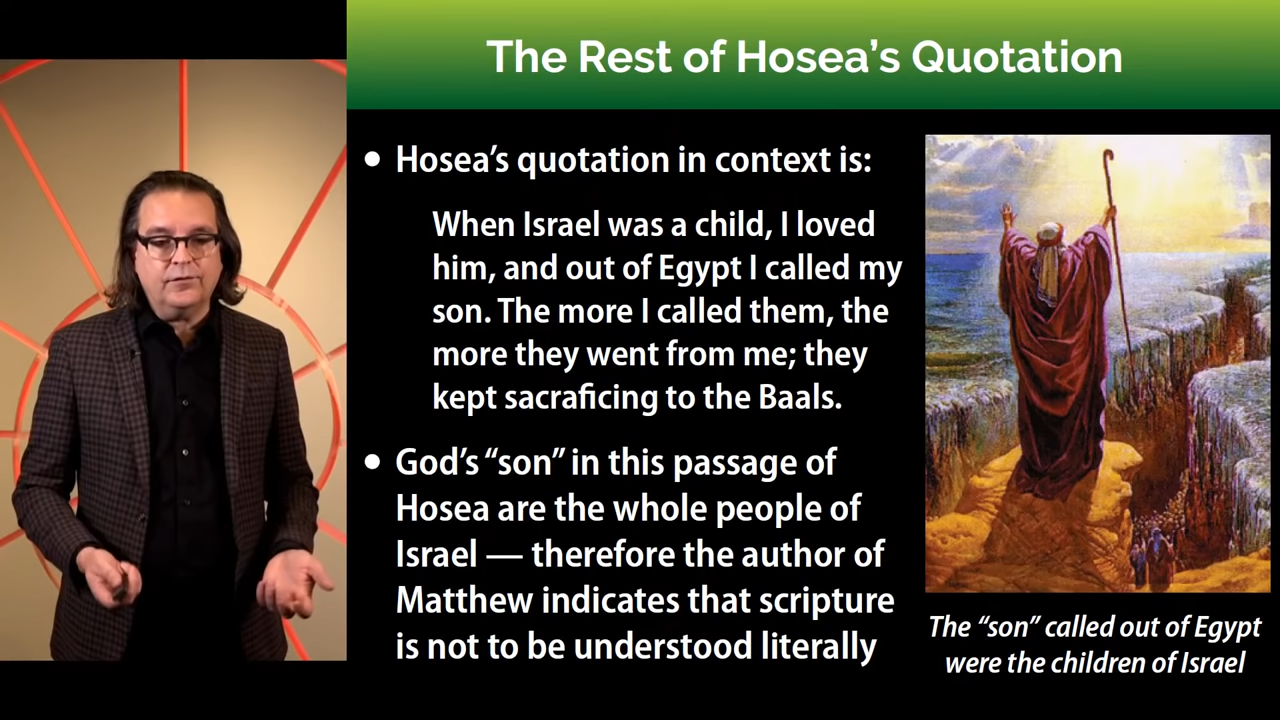 The Rest of Hosea’s Quotation
• Hosea’s quotation in context is:
When Israel was a child, I loved
him, and out of Egypt I called my
son. The more I called them, the
more they went from me; they
kept sacraficing to the Baals.
• God’s “son” in this passage of
Hosea are the whole people of
Israel — therefore the author of
Matthew indicates that scripture
is not to be understood literally
The “son” called out of Egypt
were the children of Israel